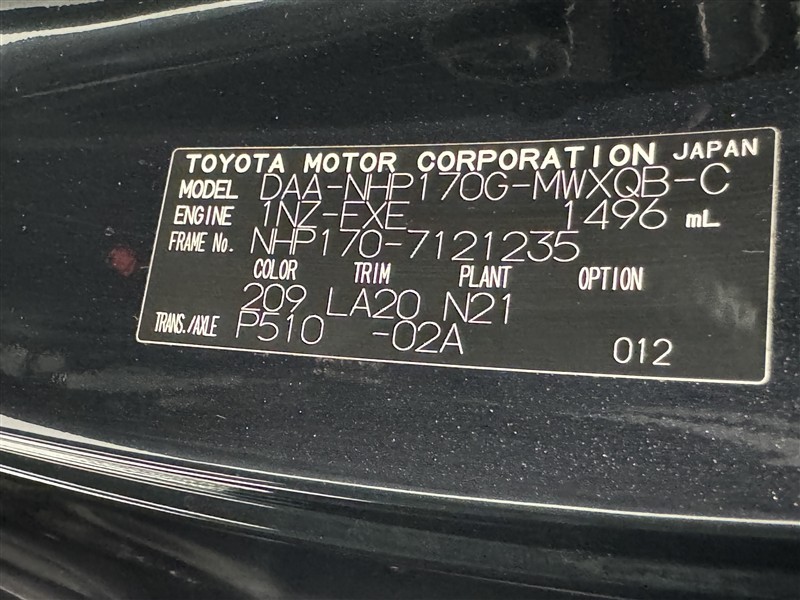 TOYOTA MOTOR CORPORATION JAPAN
MODEL DAA-NHP170G-MWXQB-C
ENGINE 1NZ-EXE 1496 mL
FRAME No. NHP170-7121235
COLOR TRIM PLANT OPTION
209 LA20 N21
TRANS./AXLE P510 -02A
012